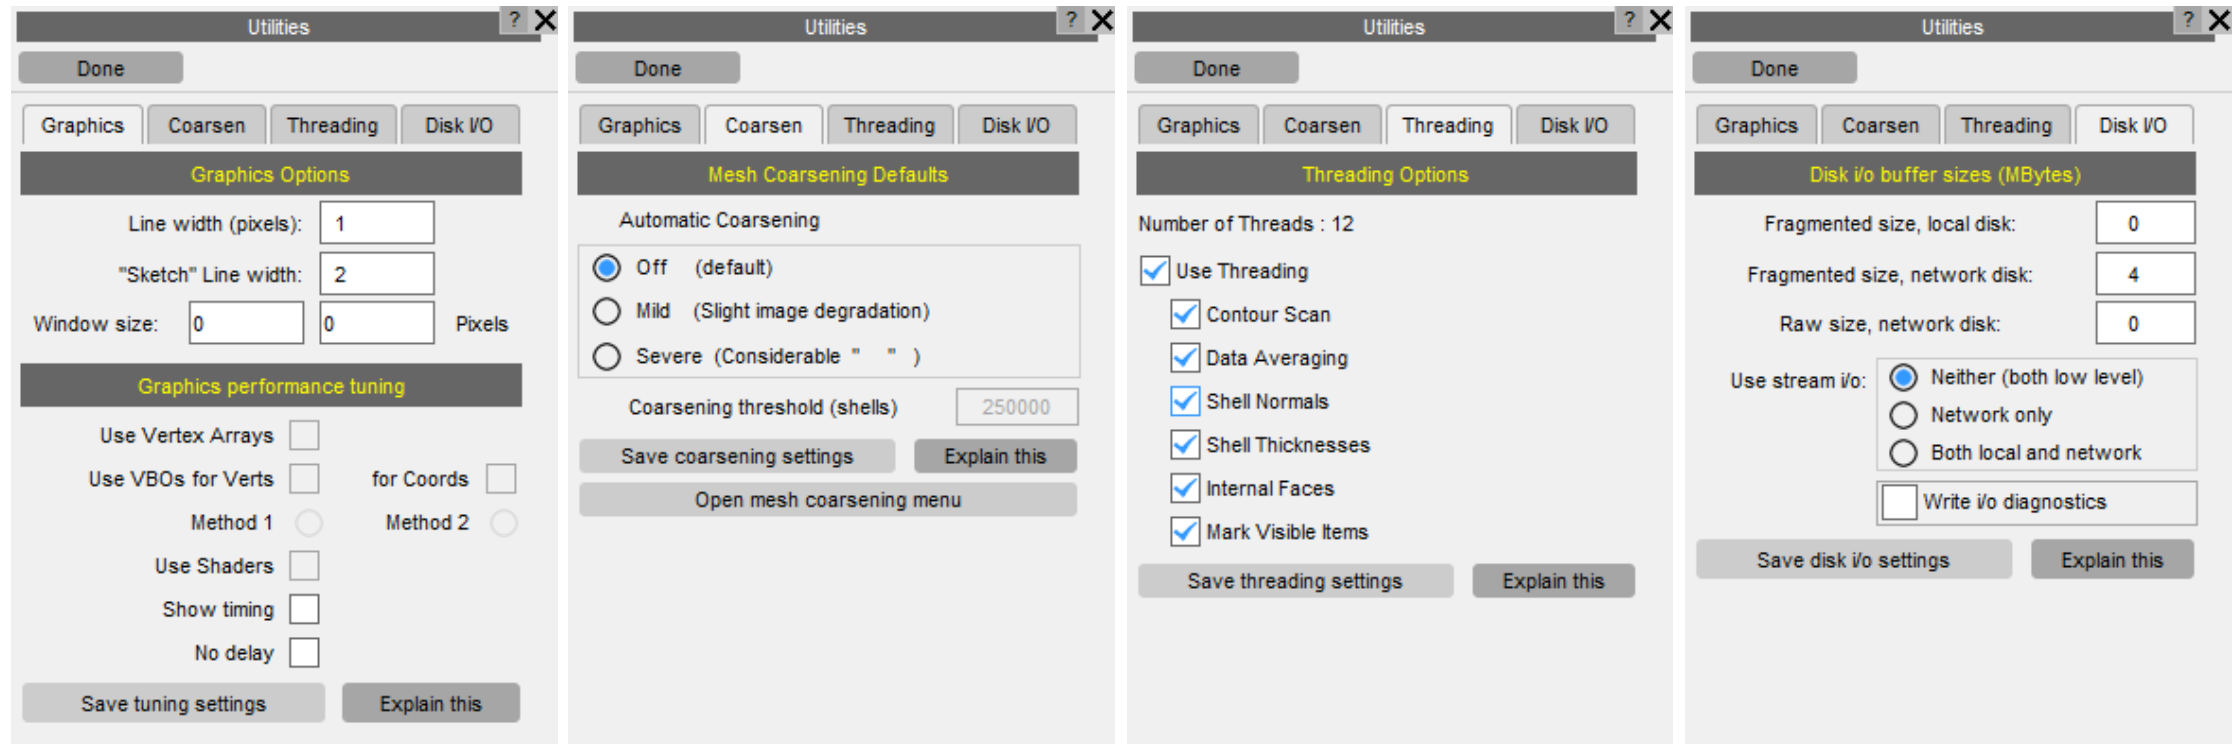 Utilities ?
Done
Graphics Coarsen Threading Disk I/O
Graphics Options
Line width (pixels): 1
"Sketch" Line width: 2
Window size: 0 0 Pixels
Graphics performance tuning
Use Vertex Arrays
Use VBOs for Verts for Coords
Method 1 Method 2
Use Shaders
Show timing
No delay
Save tuning settings Explain this
Utilities ?
Done
Graphics Coarsen Threading Disk I/O
Mesh Coarsening Defaults
Automatic Coarsening
Off (default)
Mild (Slight image degradation)
Severe (Considerable " " )
Coarsening threshold (shells) 250000
Save coarsening settings Explain this
Open mesh coarsening menu
Utilities ?
Done
Graphics Coarsen Threading Disk I/O
Threading Options
Number of Threads : 12
Use Threading
Contour Scan
Data Averaging
Shell Normals
Shell Thicknesses
Internal Faces
Mark Visible Items
Save threading settings Explain this
Utilities ?
Done
Graphics Coarsen Threading Disk I/O
Disk i/o buffer sizes (MBytes)
Fragmented size, local disk: 0
Fragmented size, network disk: 4
Raw size, network disk: 0
Use stream i/o: Neither (both low level)
Network only
Both local and network
Write i/o diagnostics
Save disk i/o settings Explain this